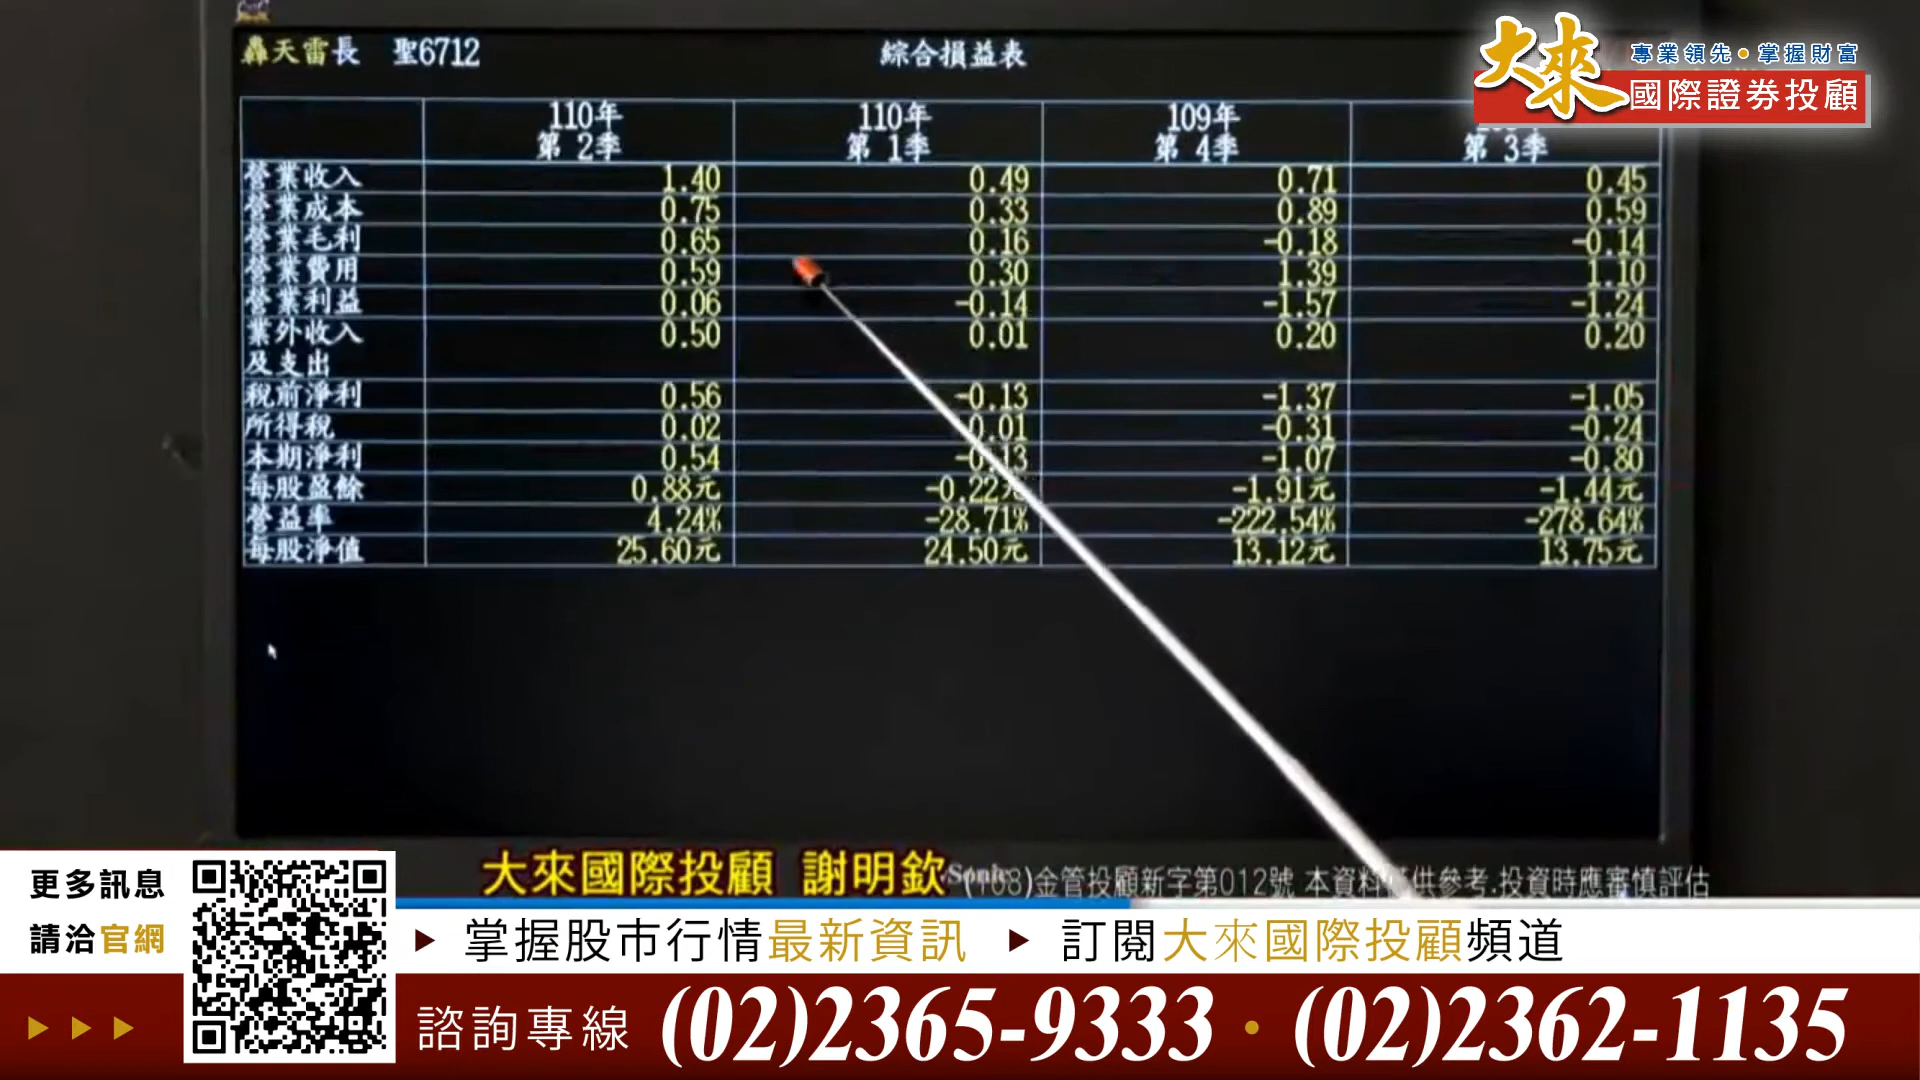 轟天雷長 聖6712 綜合損益表
大來 專業領先•掌握財富
國際證券投顧
110年 110年 109年
第 2季 第 1季 第 4季 第 3季
營業收入 1.40 0.49 0.71 0.45
營業成本 0.75 0.33 0.89 0.59
營業毛利 0.65 0.16 -0.18 -0.14
營業費用 0.59 0.30 1.39 1.10
營業利益 0.06 -0.14 -1.57 -1.24
業外收入 0.50 0.01 0.20 0.20
及支出
稅前淨利 0.56 -0.13 -1.37 -1.05
所得稅 0.02 0.01 -0.31 -0.24
本期淨利 0.54 -0.13 -1.07 -0.80
每股盈餘 0.88元 -0.22元 -1.91元 -1.44元
營益率 4.24% -28.71% -222.54% -278.64%
每股淨值 25.60元 24.50元 13.12元 13.75元
大來國際投顧 謝明欽 (108)金管投顧新字第012號 本資料僅供參考.投資時應審慎評估
更多訊息
請洽官網
掌握股市行情最新資訊 訂閱大來國際投顧頻道
諮詢專線 (02)2365-9333•(02)2362-1135